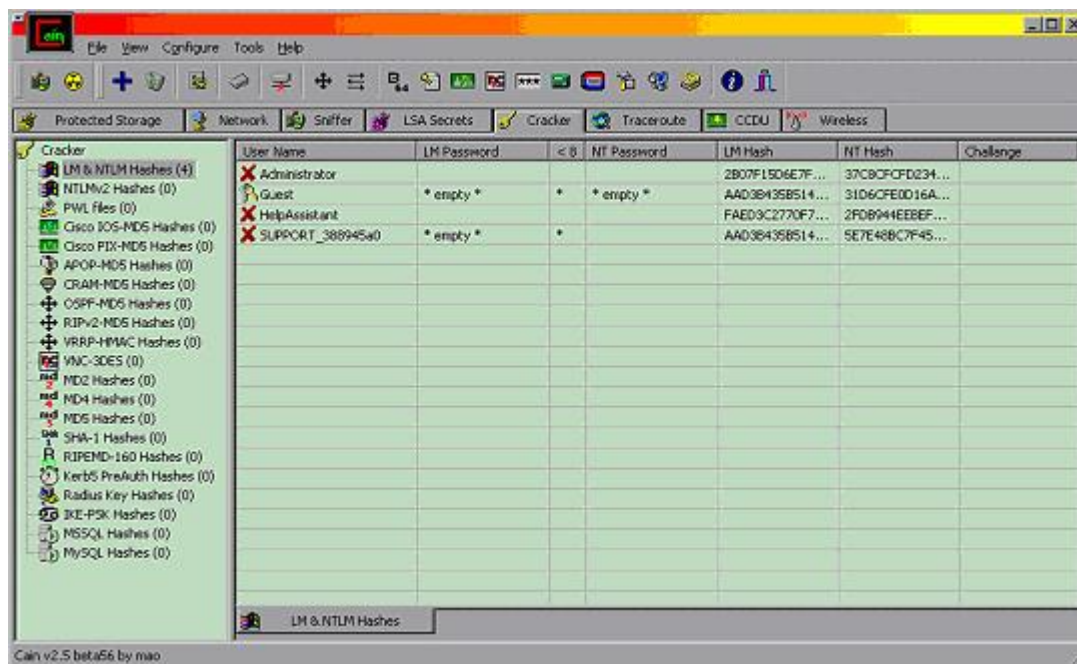 Cain
File View Configure Tools Help
Protected Storage Network Sniffer LSA Secrets Cracker Traceroute CCDU Wireless
Cracker
LM & NTLM Hashes (4)
NTLMv2 Hashes (0)
PWL files (0)
Cisco IOS-MD5 Hashes (0)
Cisco PIX-MD5 Hashes (0)
APOP-MD5 Hashes (0)
CRAM-MD5 Hashes (0)
OSPF-MD5 Hashes (0)
RIPv2-MD5 Hashes (0)
VRRP-HMAC Hashes (0)
VNC-3DES (0)
MD2 Hashes (0)
MD4 Hashes (0)
MD5 Hashes (0)
SHA-1 Hashes (0)
RIPEMD-160 Hashes (0)
Kerb5 PreAuth Hashes (0)
Radius Key Hashes (0)
IKE-PSK Hashes (0)
MSSQL Hashes (0)
MySQL Hashes (0)
User Name LM Password < 8 NT Password LM Hash NT Hash Challange
Administrator 2B07F15D6E7F... 37CBCFCFD234...
Guest * empty * * * empty * AAD3B435B514... 31D6CFE0D16A...
HelpAssistant FAED3C2770F7... 2FDB944EEBEF...
SUPPORT_388945a0 * empty * * AAD3B435B514... 5E7E48BC7F45...
LM & NTLM Hashes
Cain v2.5 beta56 by mao